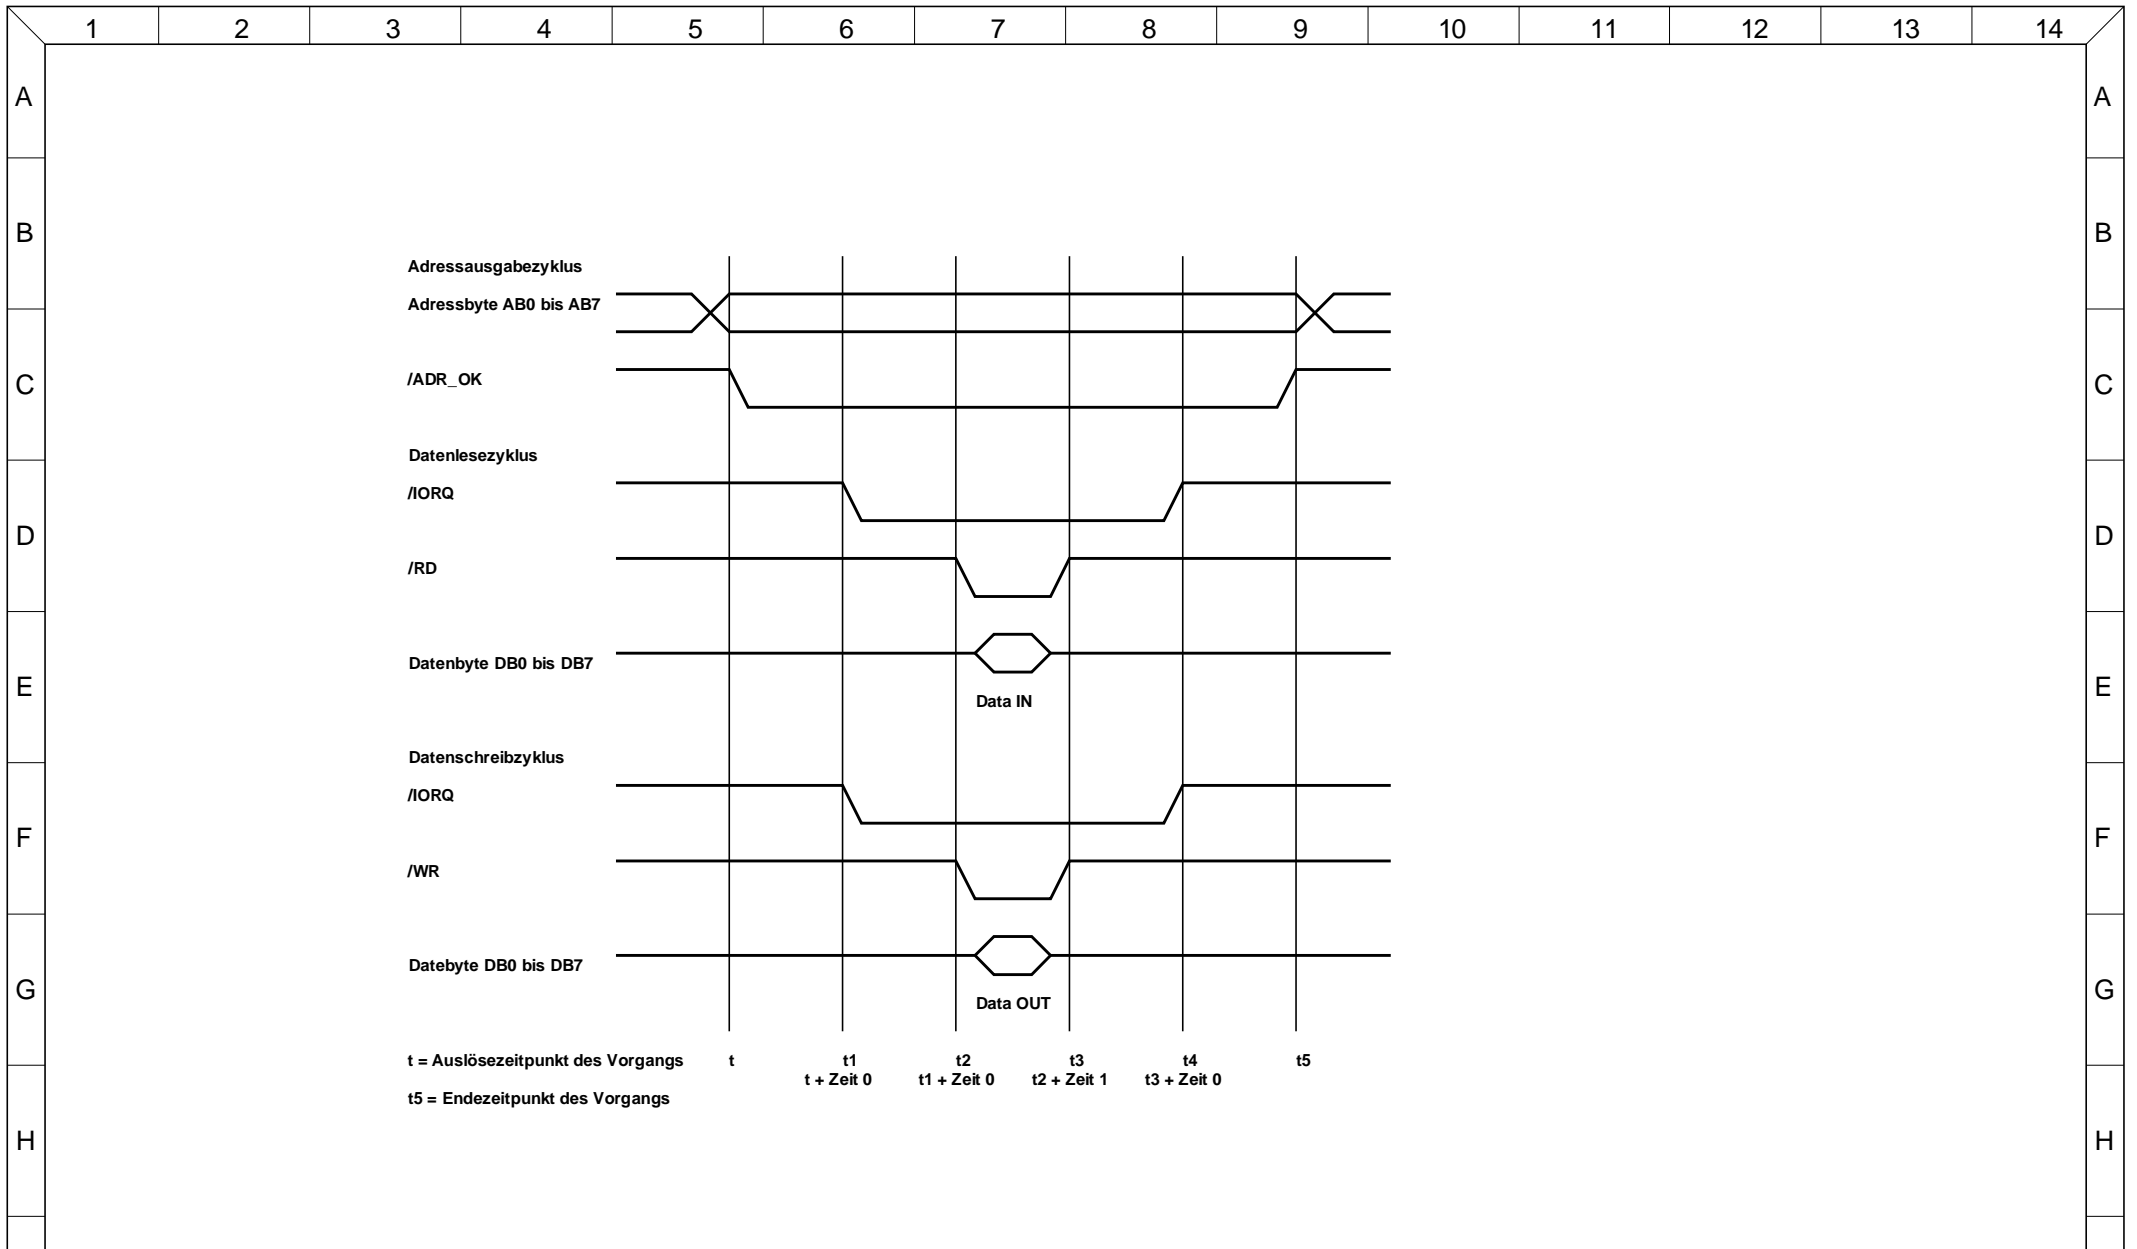 1 2 3 4 5 6 7 8 9 10 11 12 13 14
A A
B B
Adressausgabezyklus
Adressbyte AB0 bis AB7
C C
/ADR_OK
Datenlesezyklus
/IORQ
D D
/RD
Datenbyte DB0 bis DB7
E E
Data IN
Datenschreibzyklus
/IORQ
F F
/WR
Datebyte DB0 bis DB7
G G
Data OUT
t = Auslösezeitpunkt des Vorgangs t t1 t2 t3 t4 t5
t + Zeit 0 t1 + Zeit 0 t2 + Zeit 1 t3 + Zeit 0
t5 = Endezeitpunkt des Vorgangs
H H